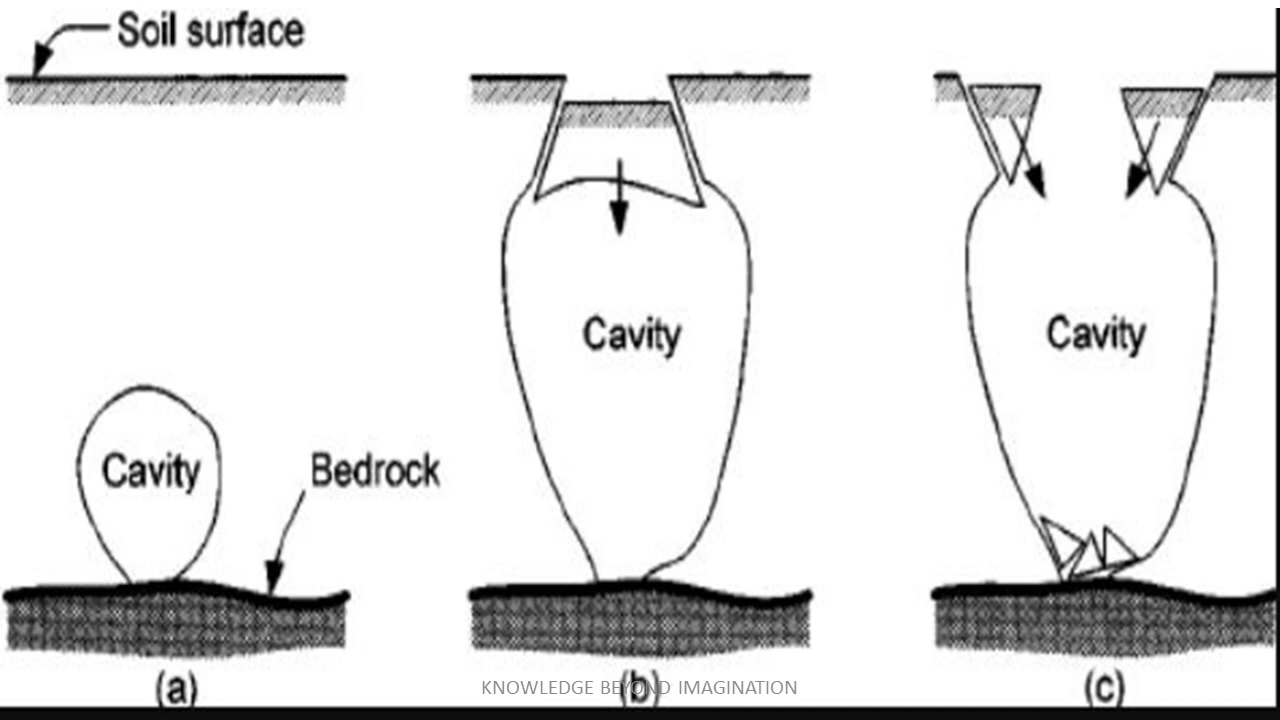 Soil surface
Cavity
Bedrock
(a)
Cavity
(b)
Cavity
(c)
KNOWLEDGE BEYOND IMAGINATION